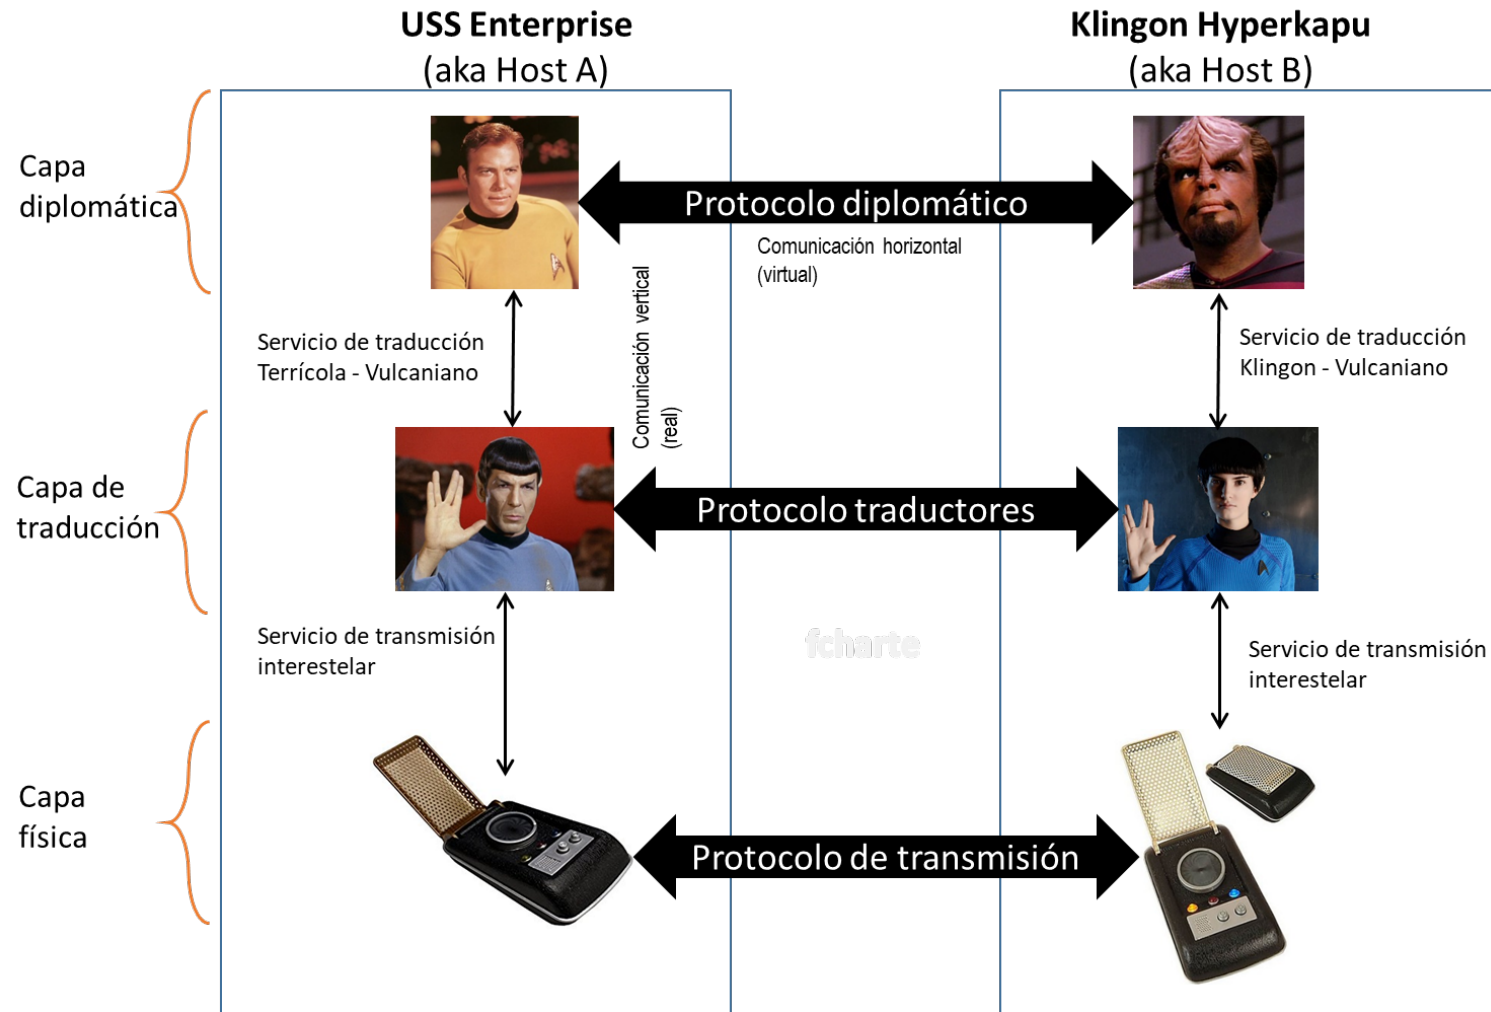 USS Enterprise
(aka Host A)
Klingon Hyperkapu
(aka Host B)
Capa
diplomática
Protocolo diplomático
Comunicación horizontal
(virtual)
Comunicación vertical
(real)
Servicio de traducción
Terrícola - Vulcaniano
Servicio de traducción
Klingon - Vulcaniano
Capa de
traducción
Protocolo traductores
Servicio de transmisión
interestelar
fcharte
Servicio de transmisión
interestelar
Capa
física
Protocolo de transmisión